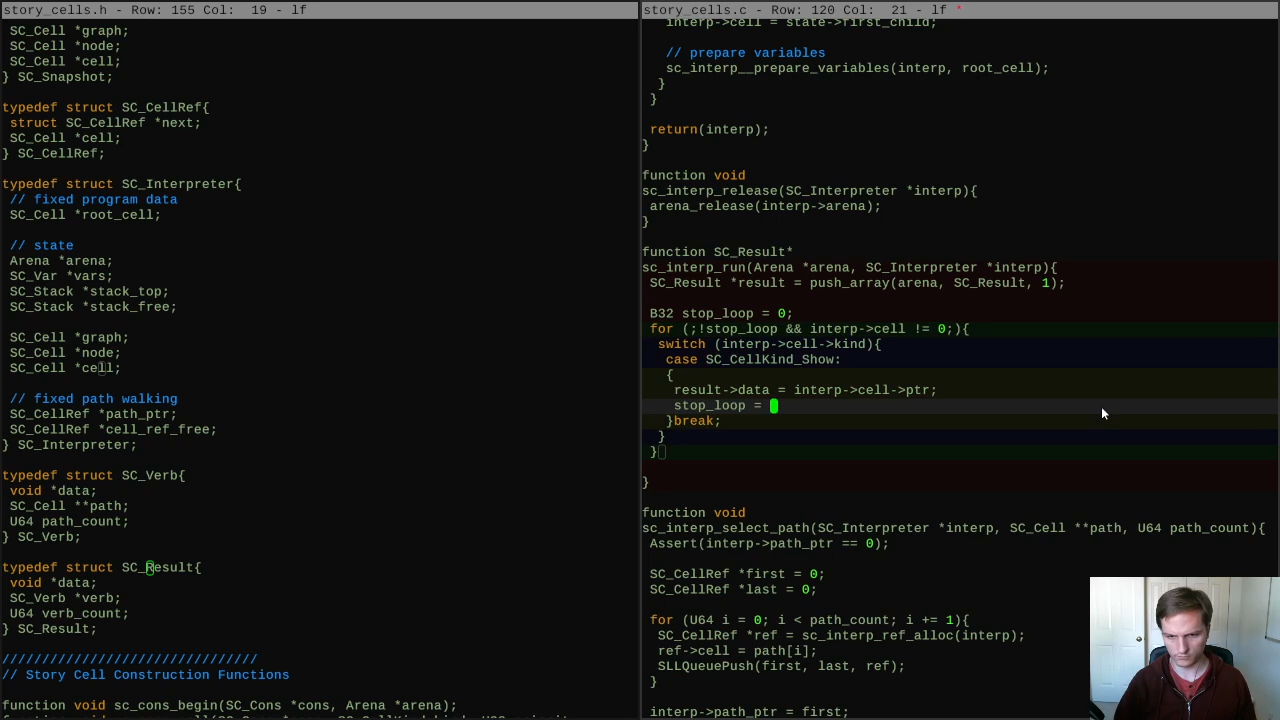 story_cells.h - Row: 155 Col:  19 - lf
 SC_Cell *graph;
 SC_Cell *node;
 SC_Cell *cell;
} SC_Snapshot;

typedef struct SC_CellRef{
 struct SC_CellRef *next;
 SC_Cell *cell;
} SC_CellRef;

typedef struct SC_Interpreter{
 // fixed program data
 SC_Cell *root_cell;

 // state
 Arena *arena;
 SC_Var *vars;
 SC_Stack *stack_top;
 SC_Stack *stack_free;

 SC_Cell *graph;
 SC_Cell *node;
 SC_Cell *cell;

 // fixed path walking
 SC_CellRef *path_ptr;
 SC_CellRef *cell_ref_free;
} SC_Interpreter;

typedef struct SC_Verb{
 void *data;
 SC_Cell **path;
 U64 path_count;
} SC_Verb;

typedef struct SC_Result{
 void *data;
 SC_Verb *verb;
 U64 verb_count;
} SC_Result;

////////////////////////////////
// Story Cell Construction Functions

function void sc_cons_begin(SC_Cons *cons, Arena *arena);
story_cells.c - Row: 120 Col:  21 - lf *
   interp->cell = state->first_child;

   // prepare variables
   sc_interp__prepare_variables(interp, root_cell);
  }
 }

 return(interp);
}

function void
sc_interp_release(SC_Interpreter *interp){
 arena_release(interp->arena);
}

function SC_Result*
sc_interp_run(Arena *arena, SC_Interpreter *interp){
 SC_Result *result = push_array(arena, SC_Result, 1);

 B32 stop_loop = 0;
 for (;!stop_loop && interp->cell != 0;){
  switch (interp->cell->kind){
   case SC_CellKind_Show:
   {
    result->data = interp->cell->ptr;
    stop_loop = 
   }break;
  }
 }

}

function void
sc_interp_select_path(SC_Interpreter *interp, SC_Cell **path, U64 path_count){
 Assert(interp->path_ptr == 0);

 SC_CellRef *first = 0;
 SC_CellRef *last = 0;

 for (U64 i = 0; i < path_count; i += 1){
  SC_CellRef *ref = sc_interp_ref_alloc(interp);
  ref->cell = path[i];
  SLLQueuePush(first, last, ref);
 }

 interp->path_ptr = first;